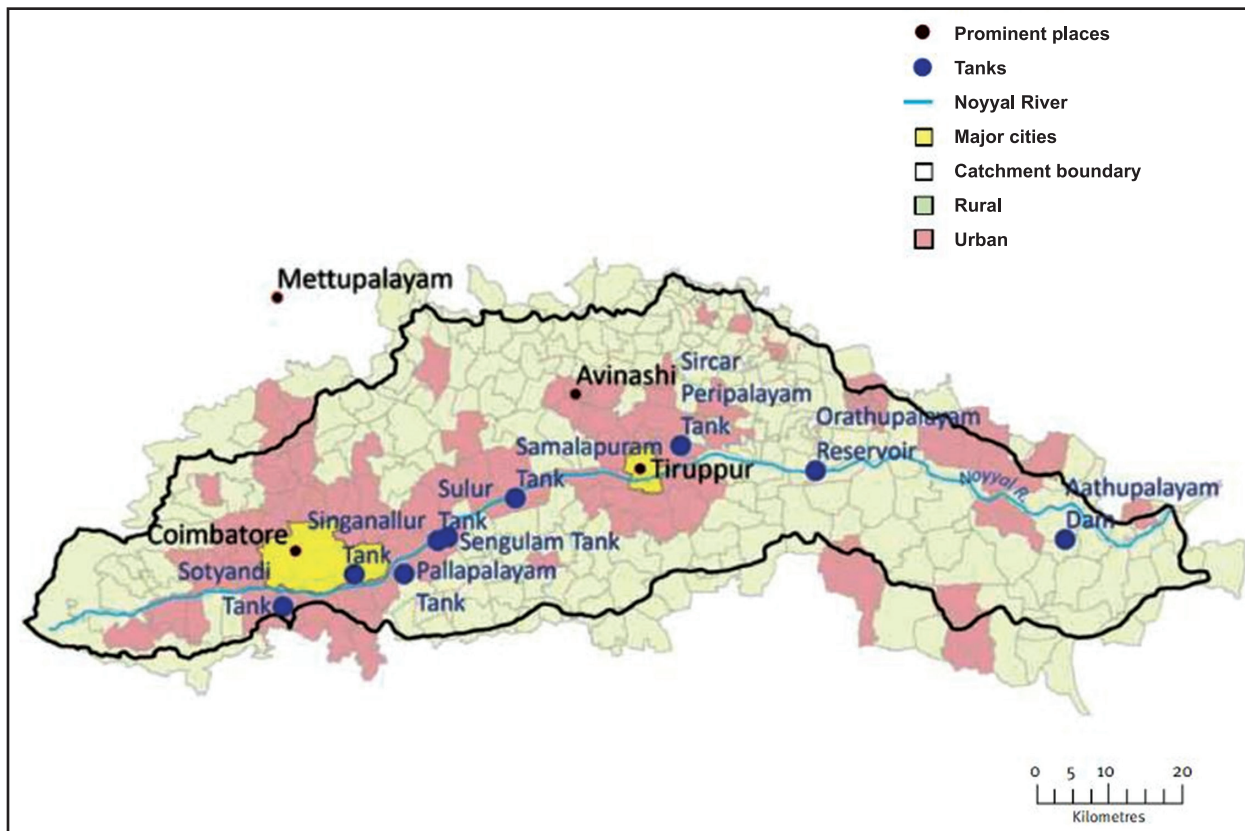 Prominent places
Tanks
Noyyal River
Major cities
Catchment boundary
Rural
Urban
Mettupalayam
Avinashi
Sircar
Peripalayam
Tank
Orathupalayam
Reservoir
Samalapuram
Tank
Tiruppur
Noyyal R.
Aathupalayam
Dam
Sulur
Tank
Sengulam Tank
Singanallur
Tank
Coimbatore
Pallapalayam
Tank
Sotyandi
Tank
0 5 10 20
Kilometres